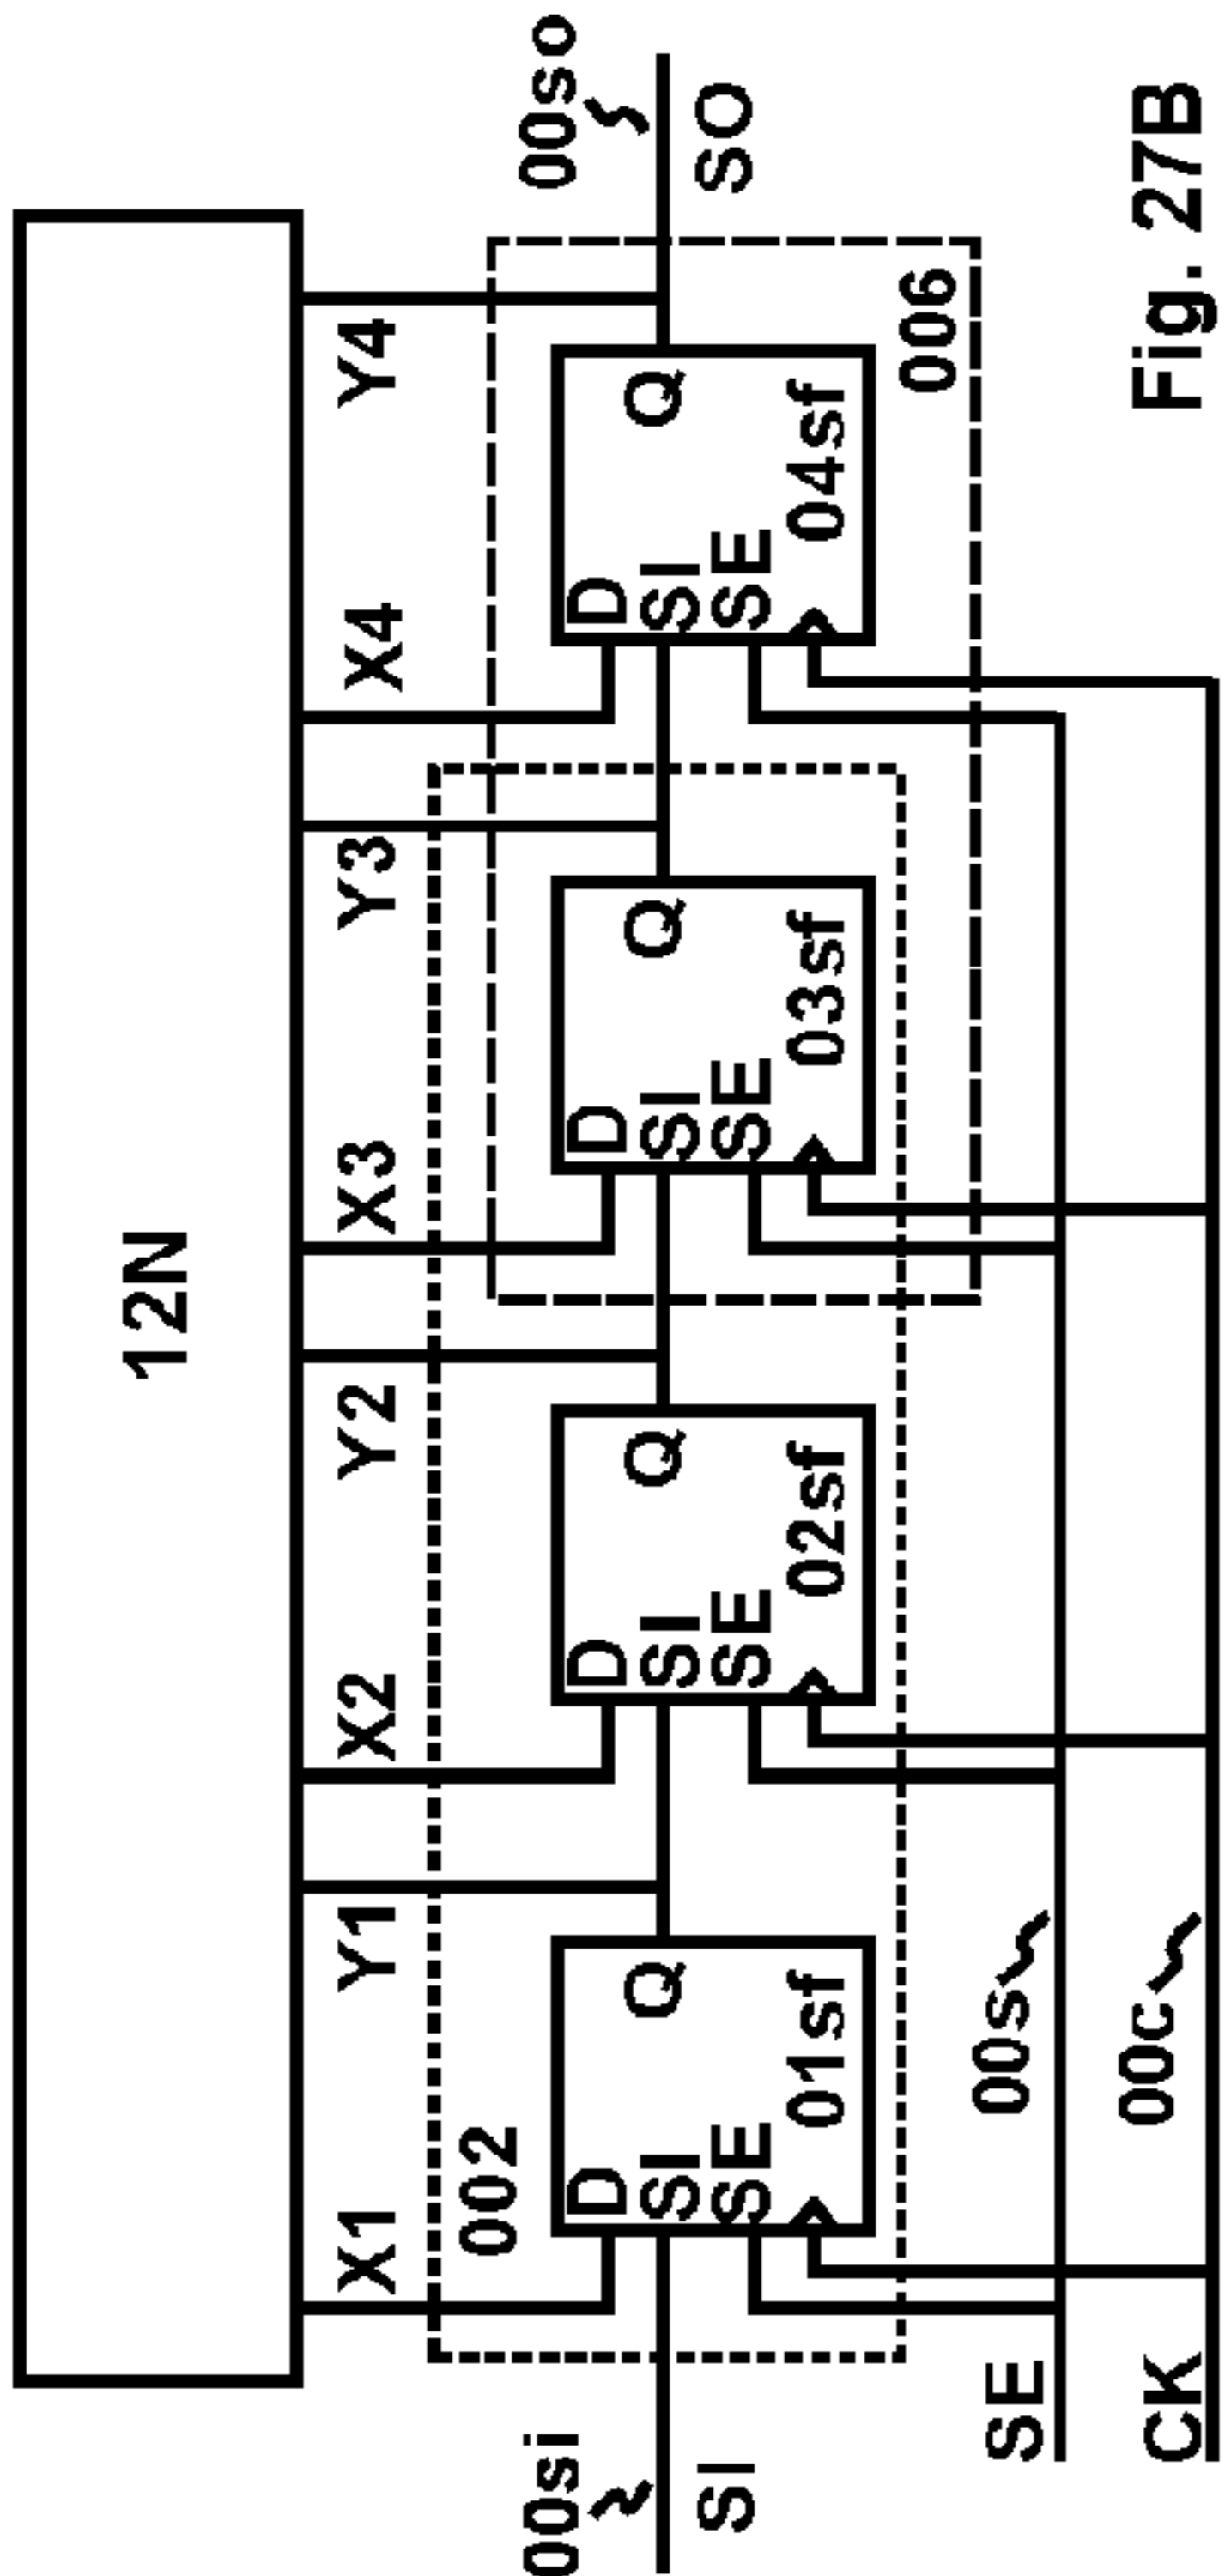 12N
X1 Y1 X2 Y2 X3 Y3 X4 Y4
002
00si
00so
D D D D
SI SI Q SI Q SI Q SI Q SO
SE SE SE SE
01sf 02sf 03sf 04sf
006
00s
SE
00c
CK
Fig. 27B